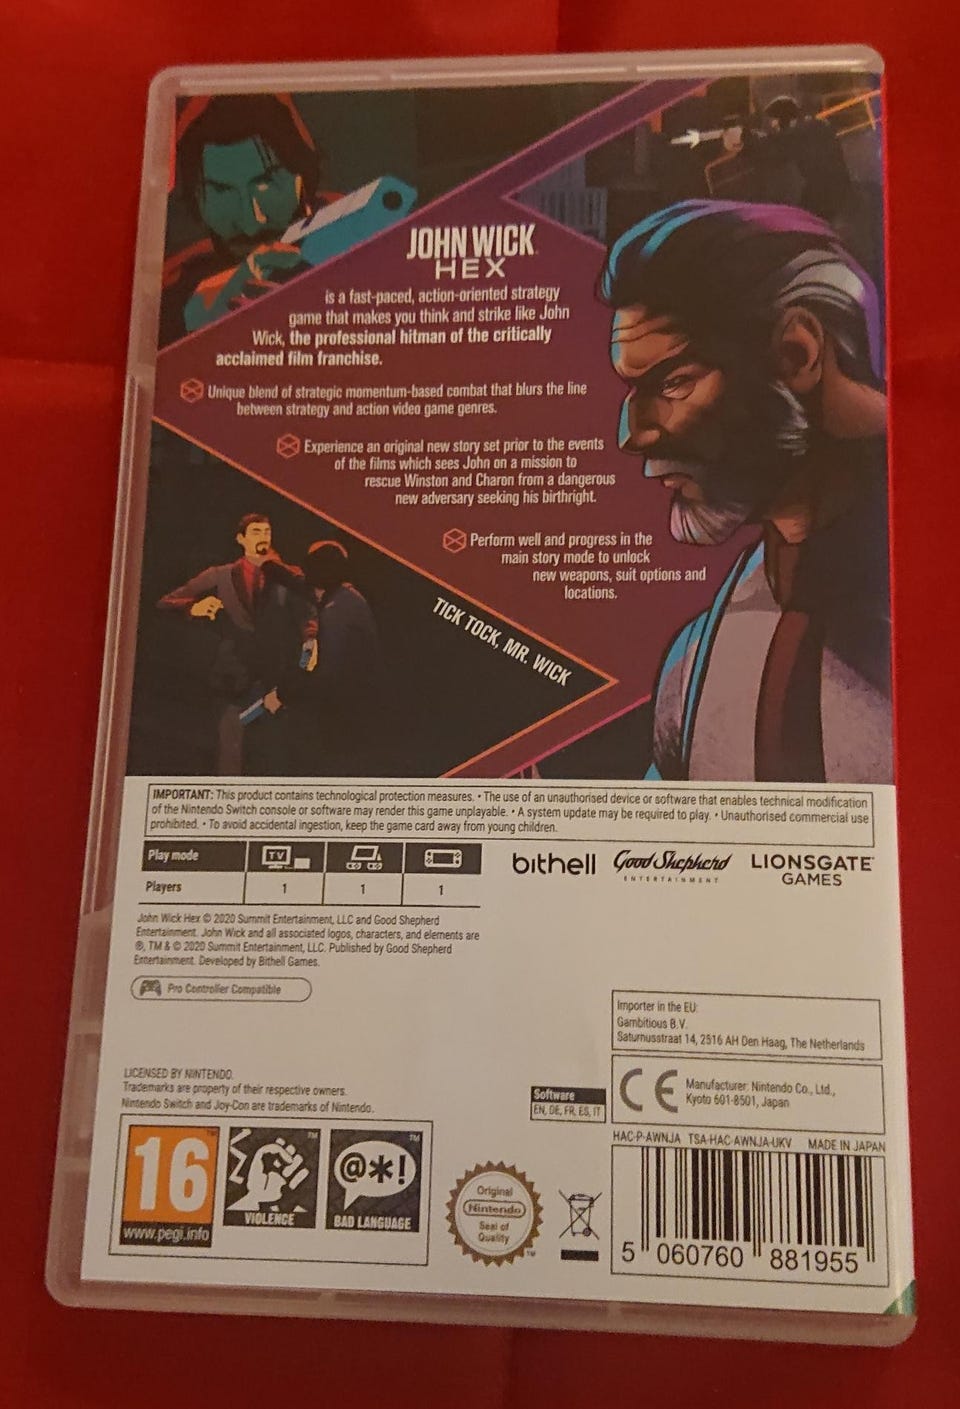 JOHN WICK
HEX
is a fast-paced, action-oriented strategy
game that makes you think and strike like John
Wick, the professional hitman of the critically
acclaimed film franchise.
Unique blend of strategic momentum-based combat that blurs the line
between strategy and action video game genres.
Experience an original new story set prior to the events
of the films which sees John on a mission to
rescue Winston and Charon from a dangerous
new adversary seeking his birthright.
Perform well and progress in the
main story mode to unlock
new weapons, suit options and
locations.
TICK TOCK, MR. WICK
IMPORTANT: This product contains technological protection measures. • The use of an unauthorised device or software that enables technical modification
of the Nintendo Switch console or software may render this game unplayable. • A system update may be required to play. • Unauthorised commercial use
prohibited. • To avoid accidental ingestion, keep the game card away from young children.
Play mode TV
Players 1 1 1
bithell Good Shepherd LIONSGATE
ENTERTAINMENT GAMES
John Wick Hex © 2020 Summit Entertainment, LLC and Good Shepherd
Entertainment. John Wick and all associated logos, characters, and elements are
®, TM & © 2020 Summit Entertainment, LLC. Published by Good Shepherd
Entertainment. Developed by Bithell Games.
Pro Controller Compatible
Importer in the EU:
Gambitious B.V.
Saturnusstraat 14, 2516 AH Den Haag, The Netherlands
LICENSED BY NINTENDO.
Trademarks are property of their respective owners.
Nintendo Switch and Joy-Con are trademarks of Nintendo.
Software
EN, DE, FR, ES, IT
CE Manufacturer: Nintendo Co., Ltd.,
Kyoto 601-8501, Japan
HAC-P-AWNJA TSA-HAC-AWNJA-UKV MADE IN JAPAN
16
www.pegi.info
VIOLENCE
@*!
BAD LANGUAGE
Original
Nintendo
Seal of
Quality
5 060760 881955